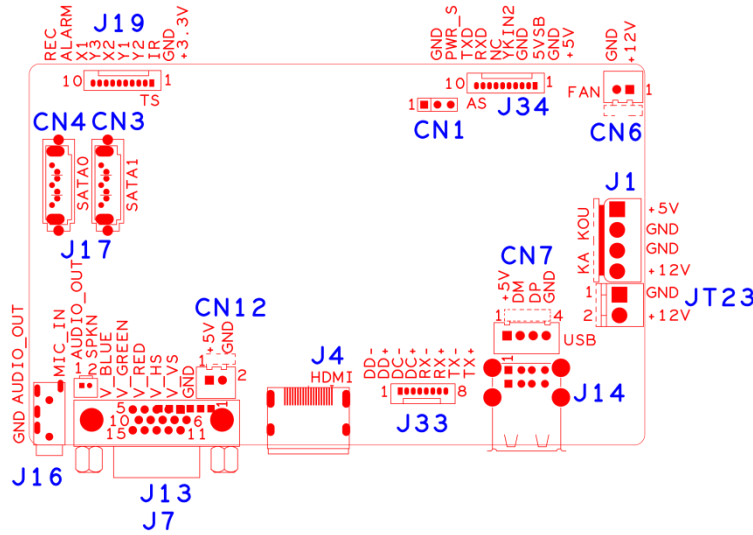 J19
REC
ALARM
X1
Y3
X2
Y1
Y2
IR
GND
+3.3V
10
1
TS
GND
PWR_S
TXD
RXD
NC
YKIN2
GND
5VSB
GND
+5V
10
1
AS
J34
1
CN1
GND
+12V
FAN
1
CN6
CN4
CN3
SATA0
SATA1
J17
J1
KA KOU
+5V
GND
GND
+12V
JT23
1
GND
2
+12V
CN7
+5V
DM
DP
GND
1
4
USB
CN12
+5V
GND
1
2
GND AUDIO_OUT
MIC_IN
AUDIO_OUT
SPKN
1
2
V_BLUE
V_GREEN
V_RED
V_HS
V_VS
GND
5
1
10
6
15
11
J4
HDMI
DD-
DD+
DC-
DC+
RX-
RX+
TX-
TX+
1
8
J33
1
J14
J16
J13
J7